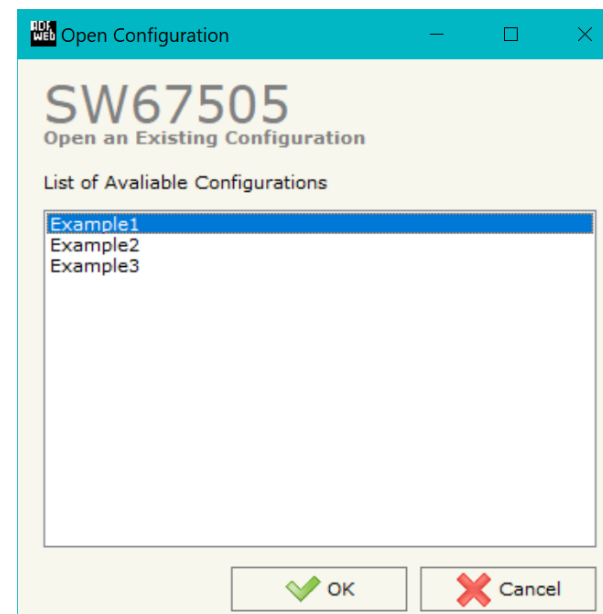 ADF
WEB Open Configuration
SW67505
Open an Existing Configuration
List of Avaliable Configurations
Example1
Example2
Example3
OK
Cancel